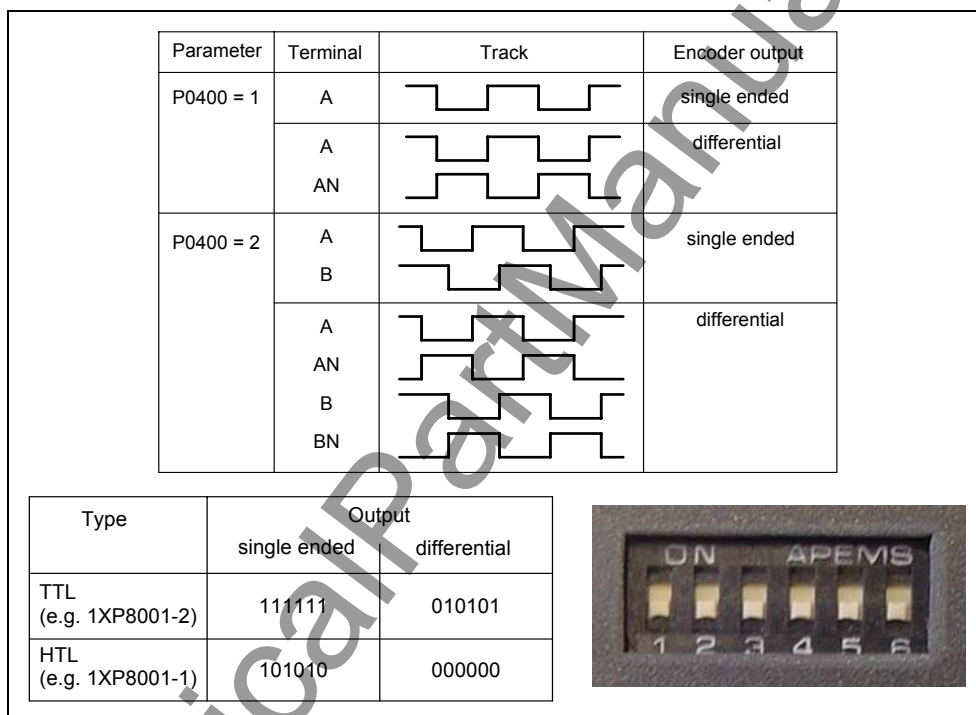 Parameter Terminal Track Encoder output
P0400 = 1 A single ended
A differential
AN
P0400 = 2 A single ended
B
A differential
AN
B
BN
Type Output
single ended differential
TTL
(e.g. 1XP8001-2) 111111 010101
HTL
(e.g. 1XP8001-1) 101010 000000
ON APEMS
1 2 3 4 5 6
icalPartManua